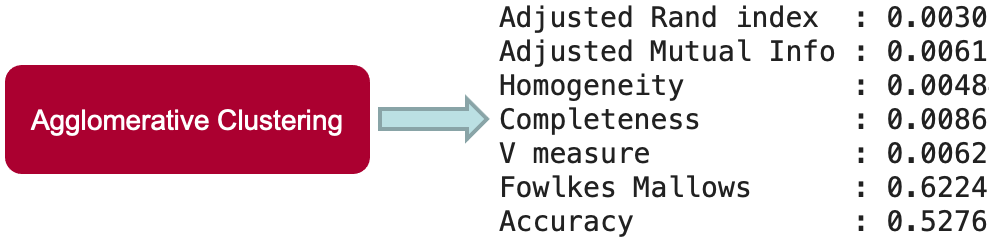 Agglomerative Clustering
Adjusted Rand index : 0.0030
Adjusted Mutual Info : 0.0061
Homogeneity : 0.0048
Completeness : 0.0086
V measure : 0.0062
Fowlkes Mallows : 0.6224
Accuracy : 0.5276